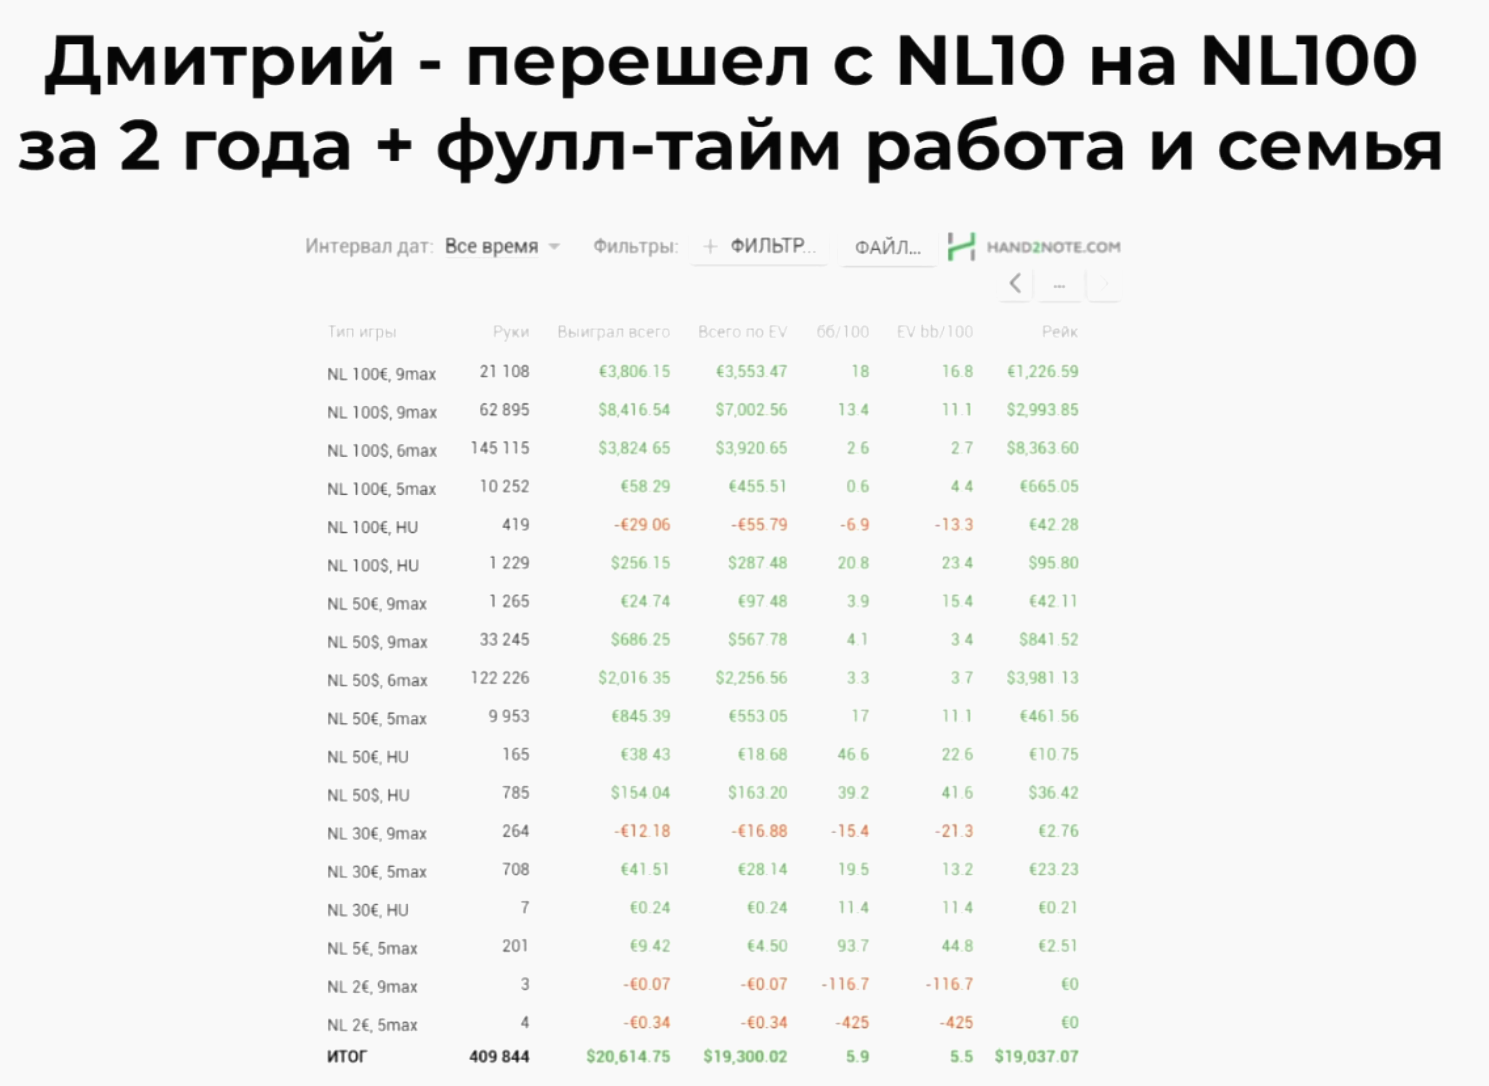 Дмитрий - перешел с NL10 на NL100
за 2 года + фулл-тайм работа и семья
Интервал дат: Все время Фильтры: + ФИЛЬТР... ФАЙЛ... HAND2NOTE.COM
...
Тип игры Руки Выиграл всего Всего по EV бб/100 EV bb/100 Рейк
NL 100€, 9max 21 108 €3,806.15 €3,553.47 18 16.8 €1,226.59
NL 100$, 9max 62 895 $8,416.54 $7,002.56 13.4 11.1 $2,993.85
NL 100$, 6max 145 115 $3,824.65 $3,920.65 2.6 2.7 $8,363.60
NL 100€, 5max 10 252 €58.29 €455.51 0.6 4.4 €665.05
NL 100€, HU 419 -€29.06 -€55.79 -6.9 -13.3 €42.28
NL 100$, HU 1 229 $256.15 $287.48 20.8 23.4 $95.80
NL 50€, 9max 1 265 €24.74 €97.48 3.9 15.4 €42.11
NL 50$, 9max 33 245 $686.25 $567.78 4.1 3.4 $841.52
NL 50$, 6max 122 226 $2,016.35 $2,256.56 3.3 3.7 $3,981.13
NL 50€, 5max 9 953 €845.39 €553.05 17 11.1 €461.56
NL 50€, HU 165 €38.43 €18.68 46.6 22.6 €10.75
NL 50$, HU 785 $154.04 $163.20 39.2 41.6 $36.42
NL 30€, 9max 264 -€12.18 -€16.88 -15.4 -21.3 €2.76
NL 30€, 5max 708 €41.51 €28.14 19.5 13.2 €23.23
NL 30€, HU 7 €0.24 €0.24 11.4 11.4 €0.21
NL 5€, 5max 201 €9.42 €4.50 93.7 44.8 €2.51
NL 2€, 9max 3 -€0.07 -€0.07 -116.7 -116.7 €0
NL 2€, 5max 4 -€0.34 -€0.34 -425 -425 €0
ИТОГ 409 844 $20,614.75 $19,300.02 5.9 5.5 $19,037.07